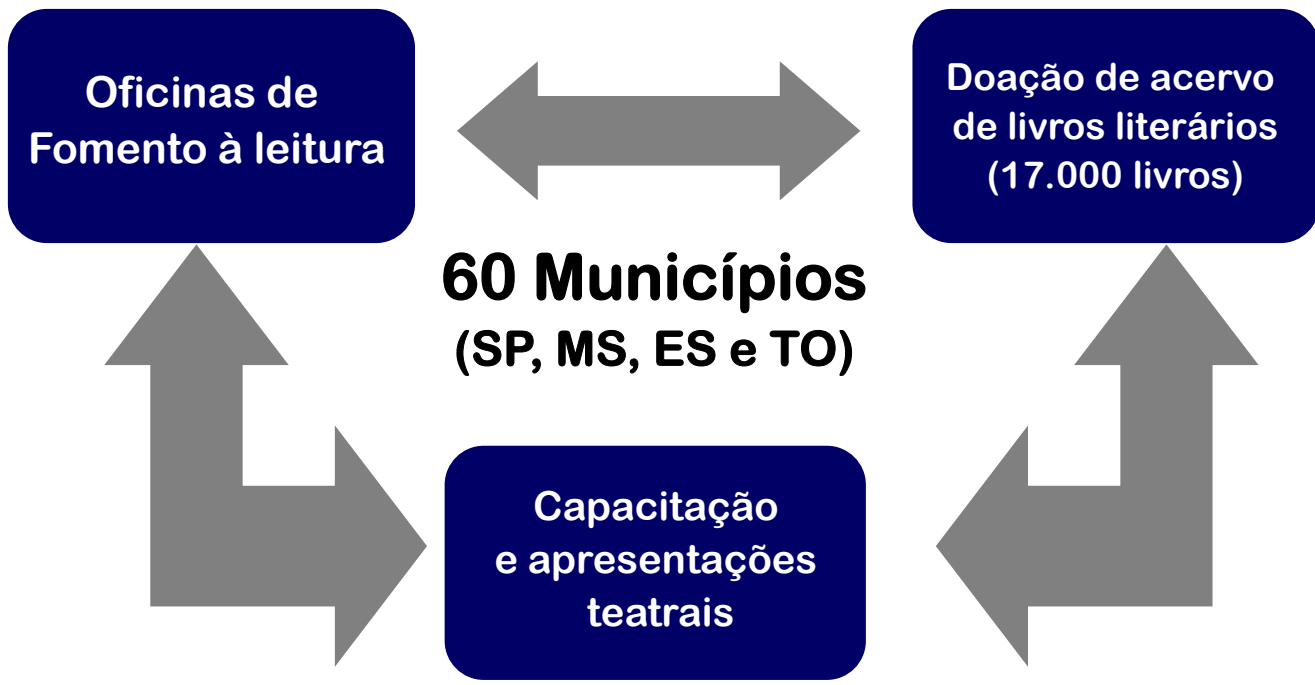 Oficinas de
Fomento à leitura
Doação de acervo
de livros literários
(17.000 livros)
60 Municípios
(SP, MS, ES e TO)
Capacitação
e apresentações
teatrais